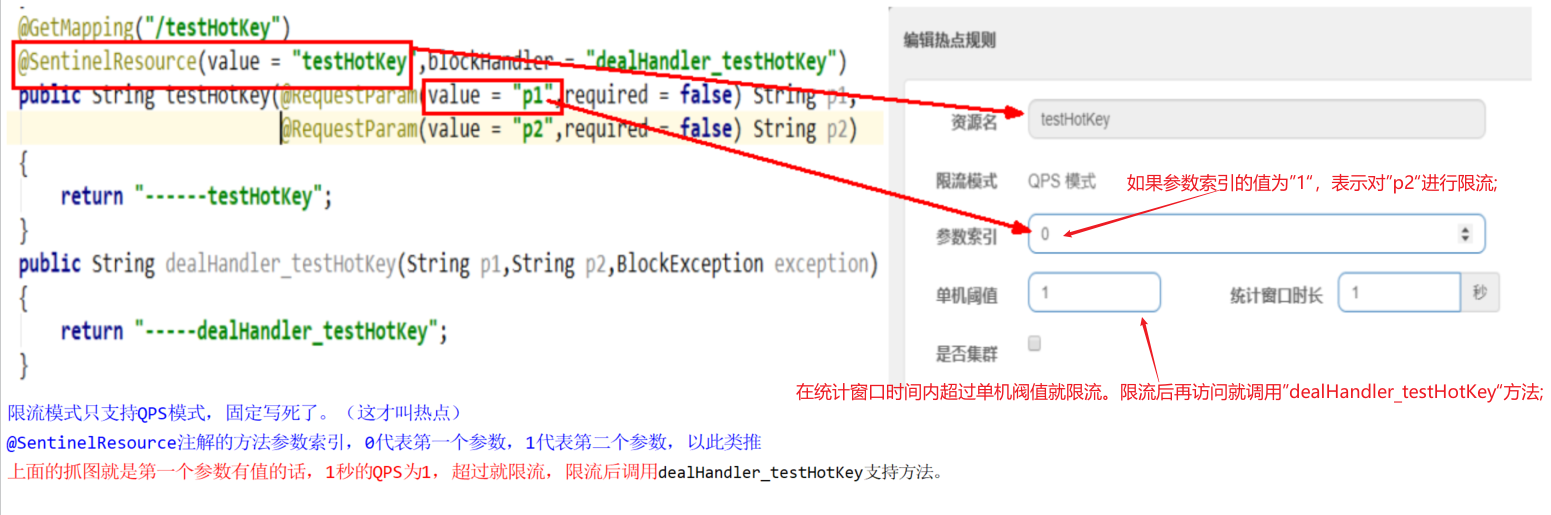 @GetMapping("/testHotKey")
@SentinelResource(value = "testHotKey",blockHandler = "dealHandler_testHotKey")
public String testHotKey(@RequestParam(value = "p1",required = false) String p1,
@RequestParam(value = "p2",required = false) String p2)
{
return "------testHotKey";
}
public String dealHandler_testHotKey(String p1,String p2,BlockException exception)
{
return "-----dealHandler_testHotKey";
}
编辑热点规则
资源名 testHotKey
限流模式 QPS 模式
如果参数索引的值为”1“，表示对”p2“进行限流;
参数索引 0
单机阈值 1 统计窗口时长 1 秒
是否集群
在统计窗口时间内超过单机阀值就限流。限流后再访问就调用”dealHandler_testHotKey“方法;
限流模式只支持QPS模式，固定写死了。（这才叫热点）
@SentinelResource注解的方法参数索引，0代表第一个参数，1代表第二个参数，以此类推
上面的抓图就是第一个参数有值的话，1秒的QPS为1，超过就限流，限流后调用dealHandler_testHotKey支持方法。